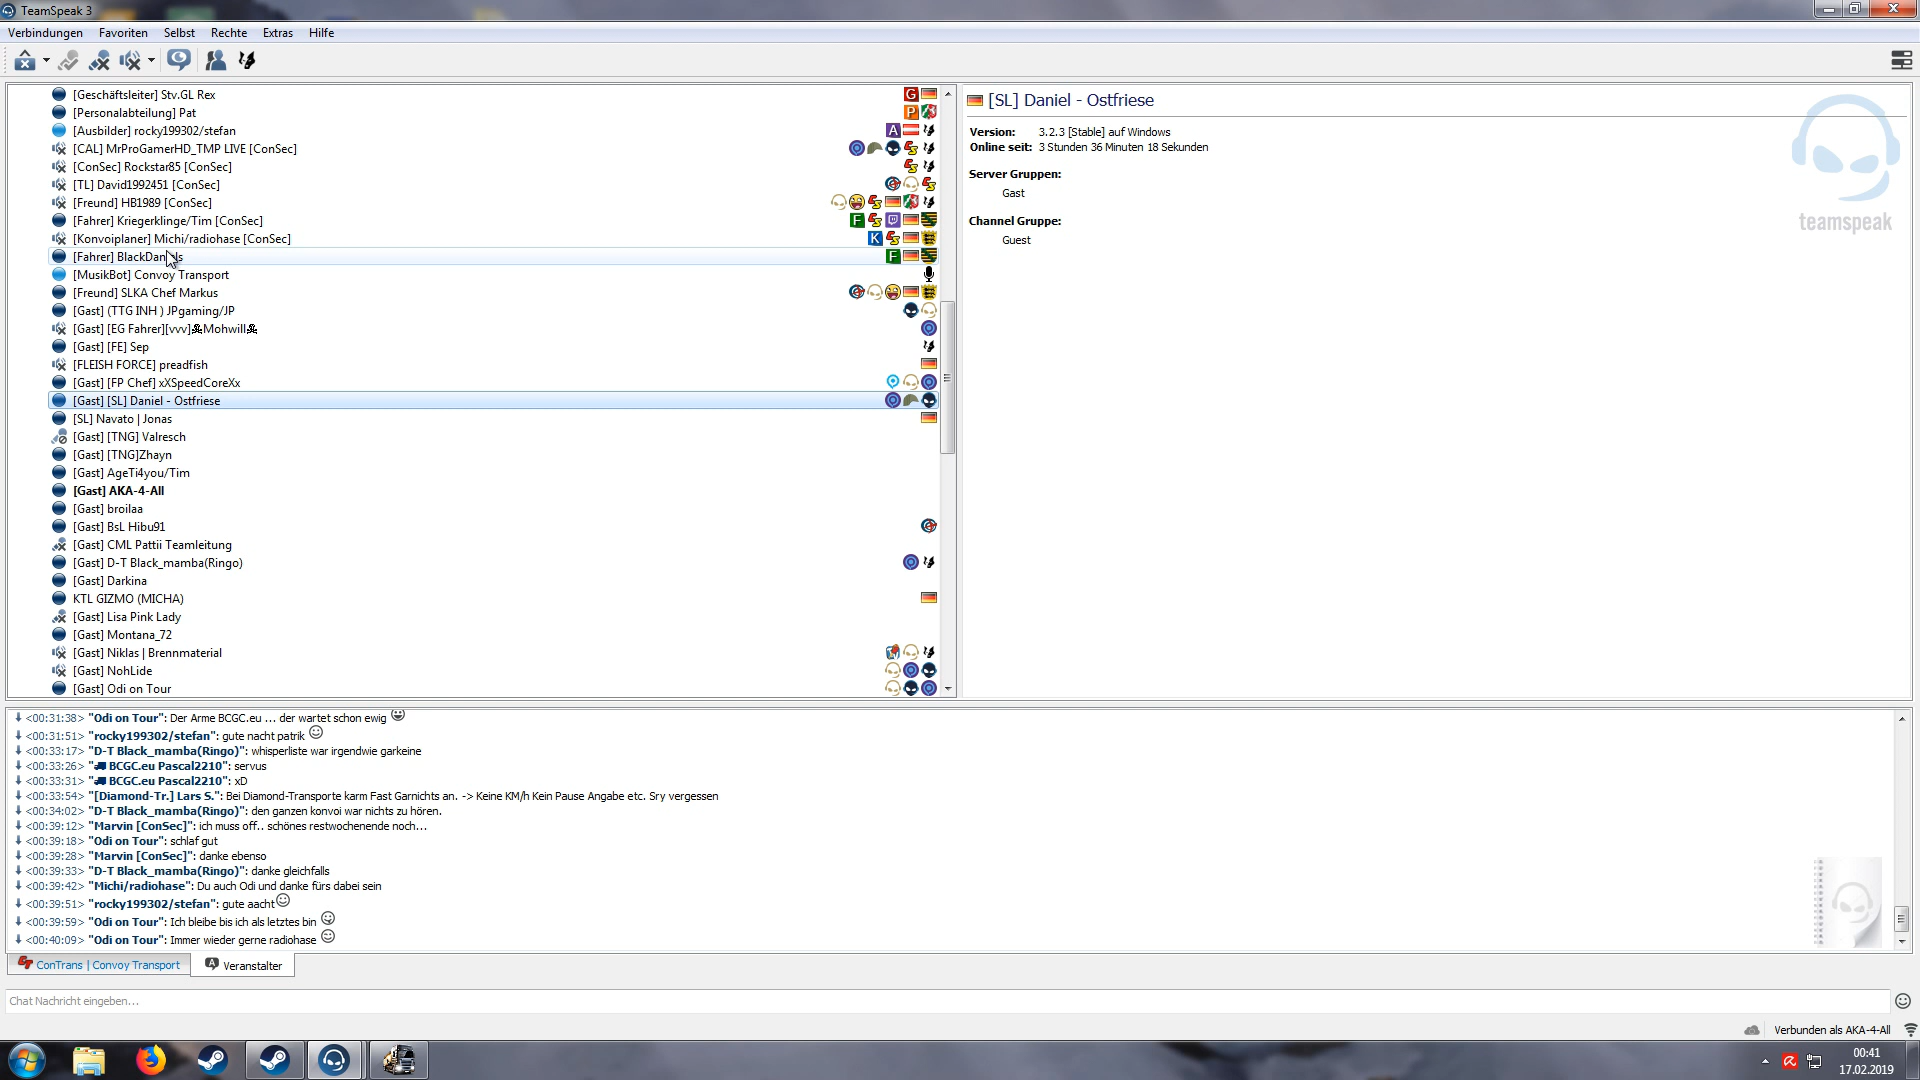 TeamSpeak 3
Verbindungen Favoriten Selbst Rechte Extras Hilfe
[Geschäftsleiter] Stv.GL Rex
[Personalabteilung] Pat
[Ausbilder] rocky199302/stefan
[CAL] MrProGamerHD_TMP LIVE [ConSec]
[ConSec] Rockstar85 [ConSec]
[TL] David1992451 [ConSec]
[Freund] HB1989 [ConSec]
[Fahrer] Kriegerklinge/Tim [ConSec]
[Konvoiplaner] Michi/radiohase [ConSec]
[Fahrer] BlackDaniels
[MusikBot] Convoy Transport
[Freund] SLKA Chef Markus
[Gast] (TTG INH ) JPgaming/JP
[Gast] [EG Fahrer][vvv]Mohwill
[Gast] [FE] Sep
[FLEISH FORCE] preadfish
[Gast] [FP Chef] xXSpeedCoreXx
[Gast] [SL] Daniel - Ostfriese
[SL] Navato | Jonas
[Gast] [TNG] Valresch
[Gast] [TNG]Zhayn
[Gast] AgeTi4you/Tim
[Gast] AKA-4-All
[Gast] broilaa
[Gast] BsL Hibu91
[Gast] CML Pattii Teamleitung
[Gast] D-T Black_mamba(Ringo)
[Gast] Darkina
KTL GIZMO (MICHA)
[Gast] Lisa Pink Lady
[Gast] Montana_72
[Gast] Niklas | Brennmaterial
[Gast] NohLide
[Gast] Odi on Tour
[SL] Daniel - Ostfriese
Version: 3.2.3 [Stable] auf Windows
Online seit: 3 Stunden 36 Minuten 18 Sekunden
Server Gruppen:
Gast
Channel Gruppe:
Guest
teamspeak
<00:31:38> "Odi on Tour": Der Arme BCGC.eu ... der wartet schon ewig
<00:31:51> "rocky199302/stefan": gute nacht patrik
<00:33:17> "D-T Black_mamba(Ringo)": whisperliste war irgendwie garkeine
<00:33:26> "BCGC.eu Pascal2210": servus
<00:33:31> "BCGC.eu Pascal2210": xD
<00:33:54> "[Diamond-Tr.] Lars S.": Bei Diamond-Transporte karm Fast Garnichts an. -> Keine KM/h Kein Pause Angabe etc. Sry vergessen
<00:34:02> "D-T Black_mamba(Ringo)": den ganzen konvoi war nichts zu hören.
<00:39:12> "Marvin [ConSec]": ich muss off.. schönes restwochenende noch...
<00:39:18> "Odi on Tour": schlaf gut
<00:39:28> "Marvin [ConSec]": danke ebenso
<00:39:33> "D-T Black_mamba(Ringo)": danke gleichfalls
<00:39:42> "Michi/radiohase": Du auch Odi und danke fürs dabei sein
<00:39:51> "rocky199302/stefan": gute aacht
<00:39:59> "Odi on Tour": Ich bleibe bis ich als letztes bin
<00:40:09> "Odi on Tour": Immer wieder gerne radiohase
ConTrans | Convoy Transport
Veranstalter
Chat Nachricht eingeben...
Verbunden als AKA-4-All
00:41
17.02.2019